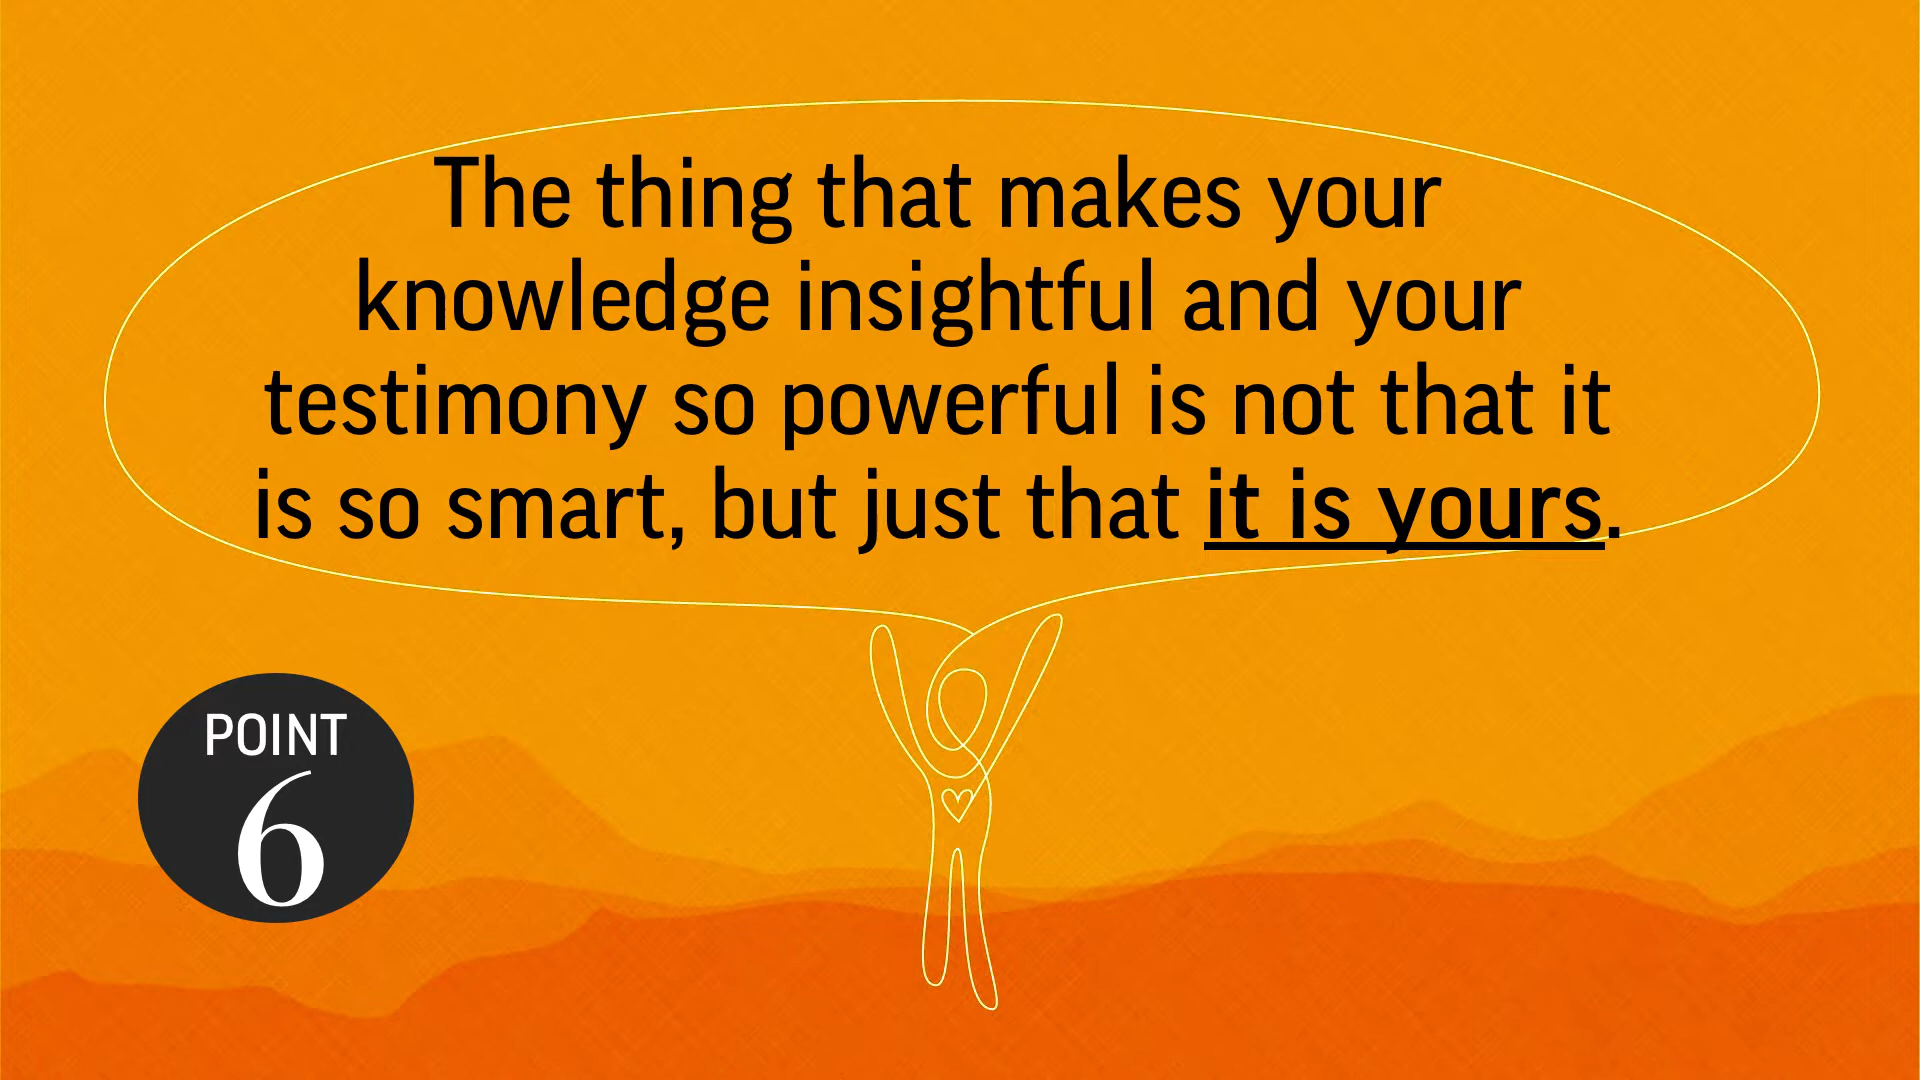 The thing that makes your
knowledge insightful and your
testimony so powerful is not that it
is so smart, but just that it is yours.
POINT
6